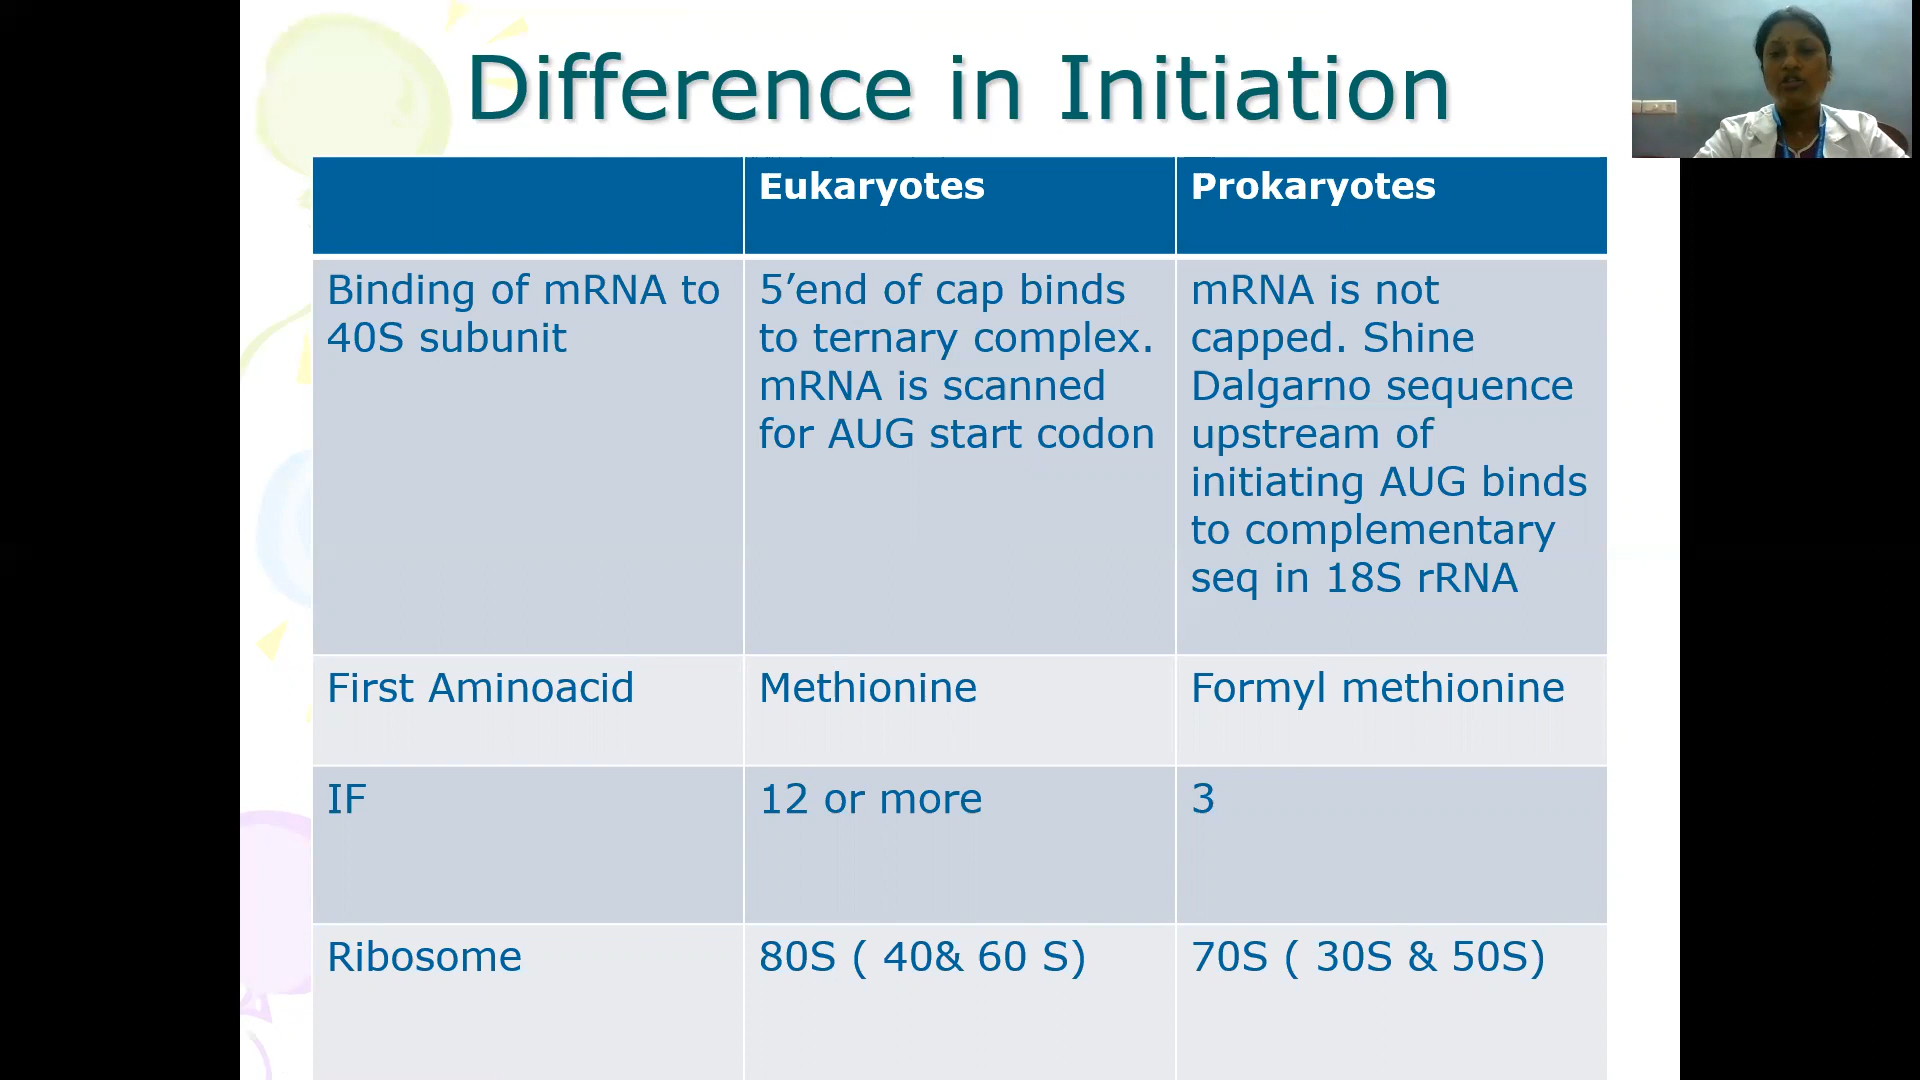 Difference in Initiation
Eukaryotes
Prokaryotes
Binding of mRNA to
40S subunit
5’end of cap binds
to ternary complex.
mRNA is scanned
for AUG start codon
mRNA is not
capped. Shine
Dalgarno sequence
upstream of
initiating AUG binds
to complementary
seq in 18S rRNA
First Aminoacid
Methionine
Formyl methionine
IF
12 or more
3
Ribosome
80S ( 40& 60 S)
70S ( 30S & 50S)